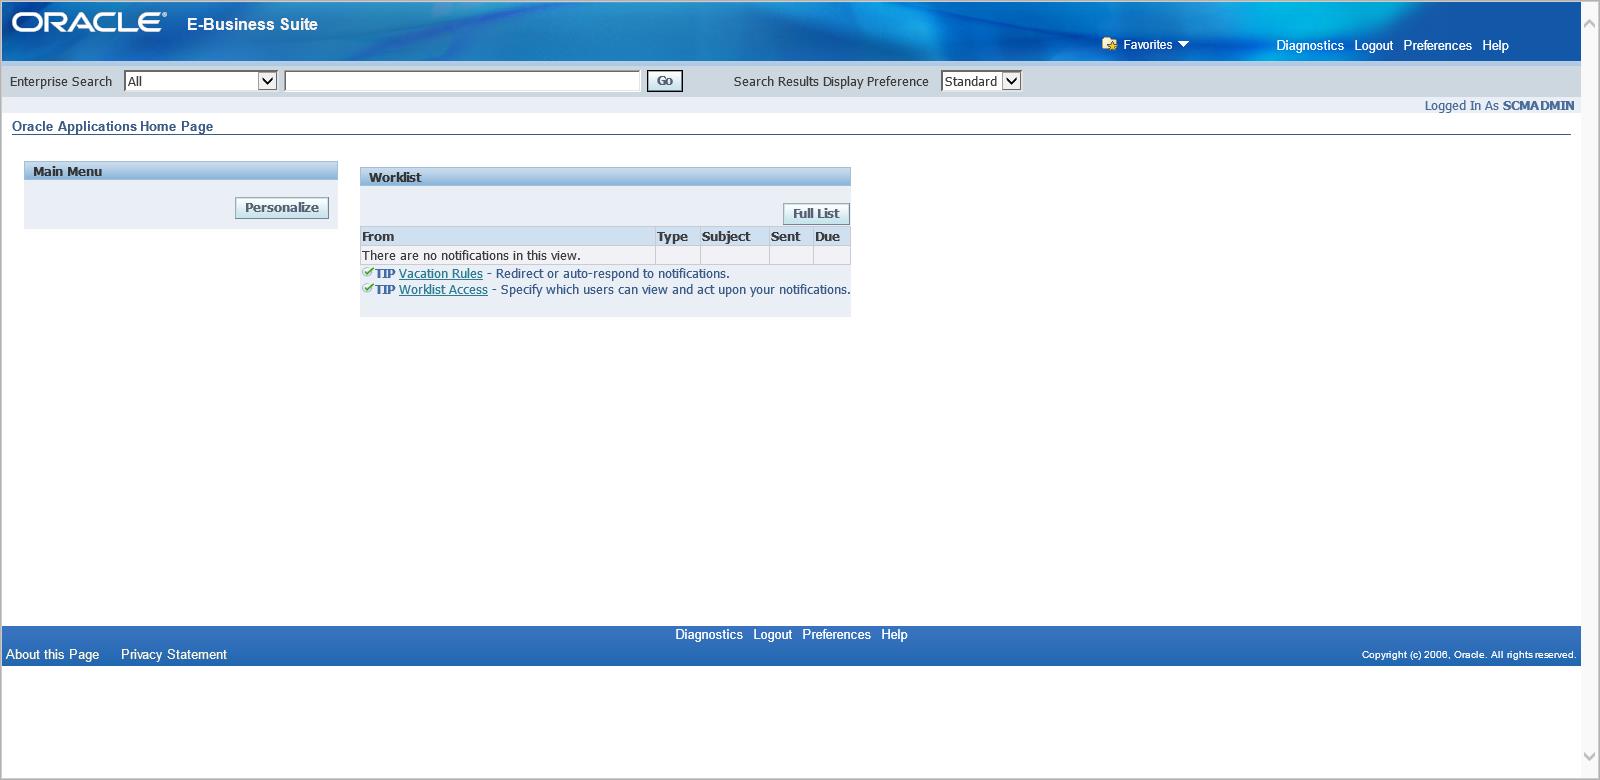 ORACLE® E-Business Suite
Favorites Diagnostics Logout Preferences Help
Enterprise Search All Go Search Results Display Preference Standard
Logged In As SCMADMIN
Oracle Applications Home Page
Main Menu
Personalize
Worklist
Full List
From Type Subject Sent Due
There are no notifications in this view.
TIP Vacation Rules - Redirect or auto-respond to notifications.
TIP Worklist Access - Specify which users can view and act upon your notifications.
Diagnostics Logout Preferences Help
About this Page Privacy Statement Copyright (c) 2006, Oracle. All rights reserved.